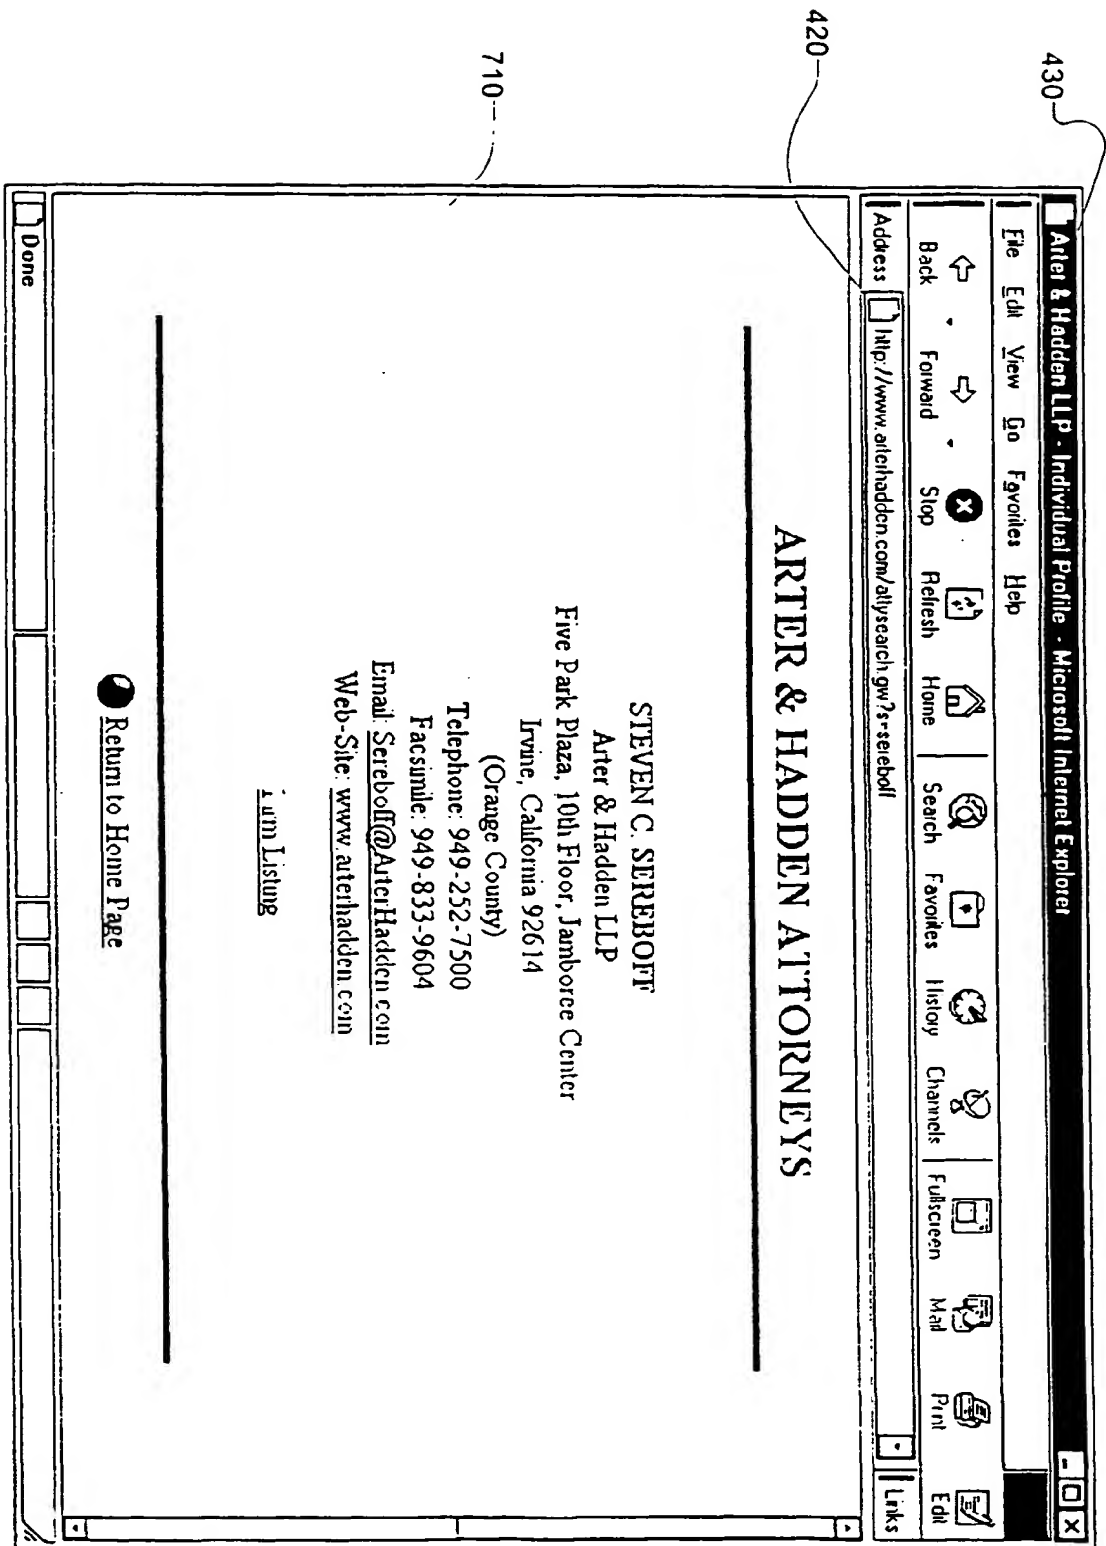 430
420
710
Arter & Hadden LLP - Individual Profile - Microsoft Internet Explorer
File Edit View Go Favorites Help
Back Forward Stop Refresh Home Search Favorites History Channels Fullscreen Mail Print Edit
Address http://www.arterhadden.com/attysearch.gw?s=sereboff Links
ARTER & HADDEN ATTORNEYS
STEVEN C. SEREBOFF
Arter & Hadden LLP
Five Park Plaza, 10th Floor, Jamboree Center
Irvine, California 92614
(Orange County)
Telephone: 949-252-7500
Facsimile: 949-833-9604
Email: Sereboff@ArterHadden.com
Web-Site: www.arterhadden.com
Listing
Return to Home Page
Done